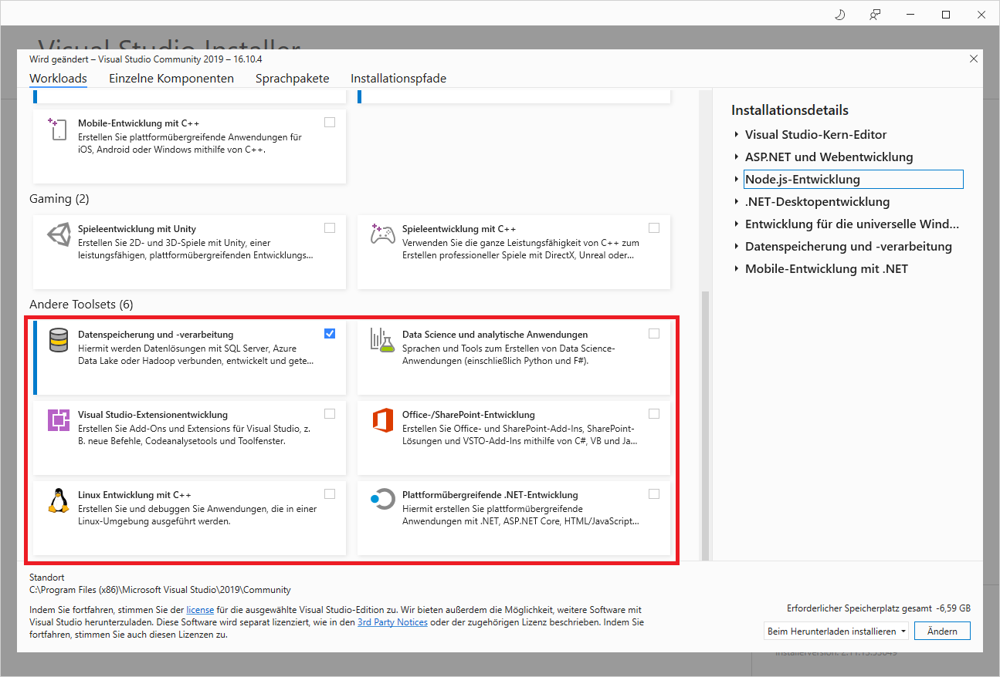 Visual Studio Installer
Wird geändert – Visual Studio Community 2019 – 16.10.4
Workloads
Einzelne Komponenten
Sprachpakete
Installationspfade
Mobile-Entwicklung mit C++
Erstellen Sie plattformübergreifende Anwendungen für
iOS, Android oder Windows mithilfe von C++.
Gaming (2)
Spieleentwicklung mit Unity
Erstellen Sie 2D- und 3D-Spiele mit Unity, einer
leistungsfähigen, plattformübergreifenden Entwicklungs...
Spieleentwicklung mit C++
Verwenden Sie die ganze Leistungsfähigkeit von C++ zum
Erstellen professioneller Spiele mit DirectX, Unreal oder...
Andere Toolsets (6)
Datenspeicherung und -verarbeitung
Hiermit werden Datenlösungen mit SQL Server, Azure
Data Lake oder Hadoop verbunden, entwickelt und gete...
Data Science und analytische Anwendungen
Sprachen und Tools zum Erstellen von Data Science-
Anwendungen (einschließlich Python und F#).
Visual Studio-Extensionentwicklung
Erstellen Sie Add-Ons und Extensions für Visual Studio, z.
B. neue Befehle, Codeanalysetools und Toolfenster.
Office-/SharePoint-Entwicklung
Erstellen Sie Office- und SharePoint-Add-Ins, SharePoint-
Lösungen und VSTO-Add-Ins mithilfe von C#, VB und Ja...
Linux Entwicklung mit C++
Erstellen Sie und debuggen Sie Anwendungen, die in einer
Linux-Umgebung ausgeführt werden.
Plattformübergreifende .NET-Entwicklung
Hiermit erstellen Sie plattformübergreifende
Anwendungen mit .NET, ASP.NET Core, HTML/JavaScript...
Installationsdetails
Visual Studio-Kern-Editor
ASP.NET und Webentwicklung
Node.js-Entwicklung
.NET-Desktopentwicklung
Entwicklung für die universelle Wind...
Datenspeicherung und -verarbeitung
Mobile-Entwicklung mit .NET
Standort
C:\Program Files (x86)\Microsoft Visual Studio\2019\Community
Indem Sie fortfahren, stimmen Sie der license für die ausgewählte Visual Studio-Edition zu. Wir bieten außerdem die Möglichkeit, weitere Software mit
Visual Studio herunterzuladen. Diese Software wird separat lizenziert, wie in den 3rd Party Notices oder der zugehörigen Lizenz beschrieben. Indem Sie
fortfahren, stimmen Sie auch diesen Lizenzen zu.
Erforderlicher Speicherplatz gesamt -6,59 GB
Beim Herunterladen installieren
Ändern